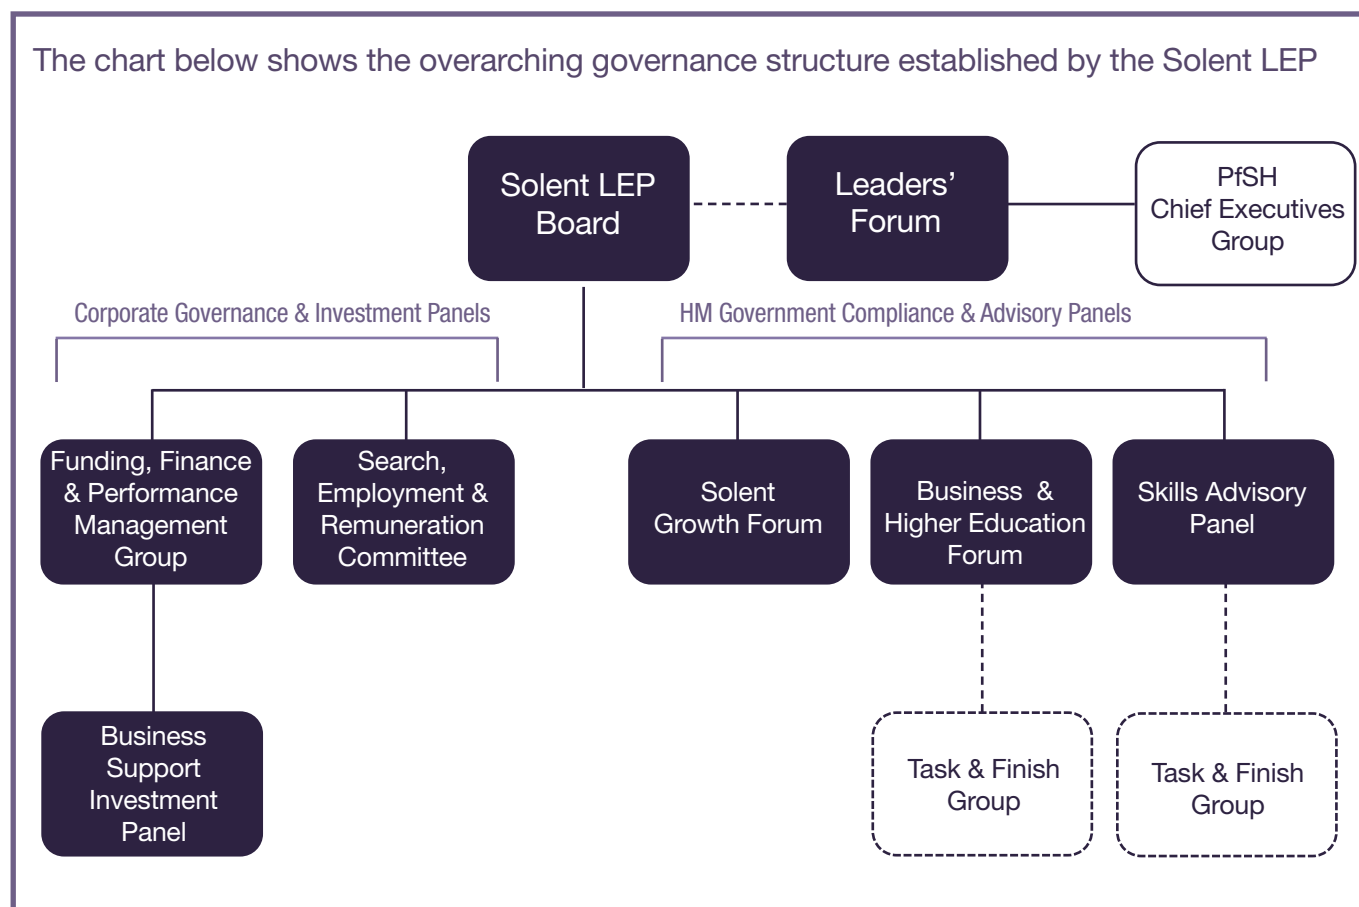 The chart below shows the overarching governance structure established by the Solent LEP
Solent LEP
Board
Leaders’
Forum
PfSH
Chief Executives
Group
Corporate Governance & Investment Panels
HM Government Compliance & Advisory Panels
Funding, Finance
& Performance
Management
Group
Search,
Employment &
Remuneration
Committee
Solent
Growth Forum
Business & 
Higher Education
Forum
Skills Advisory
Panel
Business
Support
Investment
Panel
Task & Finish
Group
Task & Finish
Group